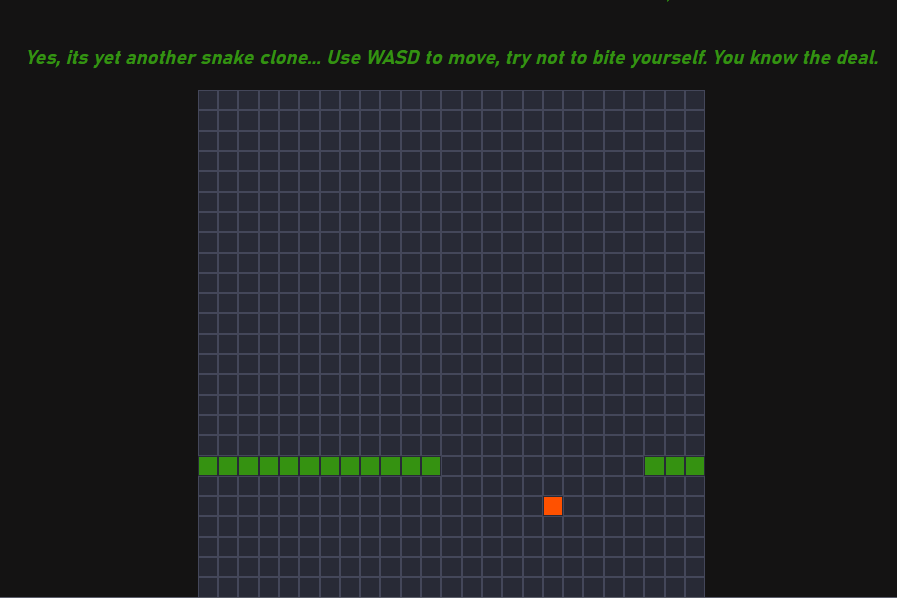 Yes, its yet another snake clone... Use WASD to move, try not to bite yourself. You know the deal.